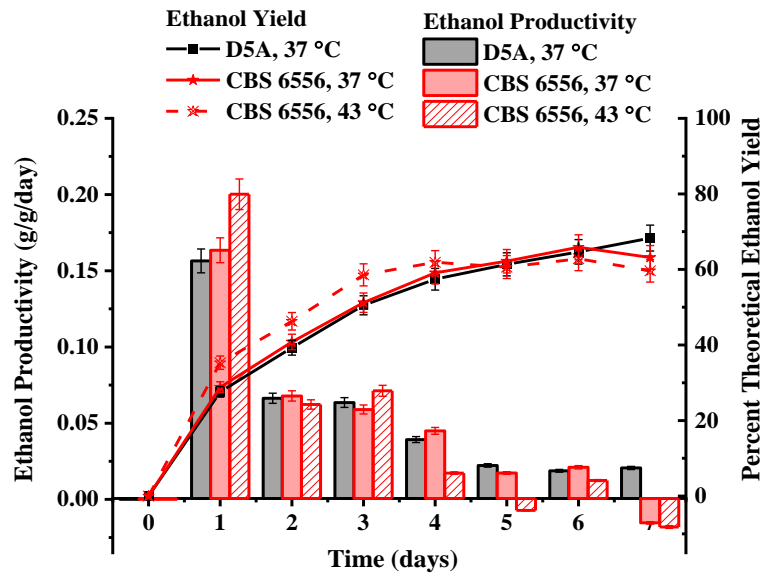 Ethanol Yield
D5A, 37 °C
CBS 6556, 37 °C
CBS 6556, 43 °C
Ethanol Productivity
D5A, 37 °C
CBS 6556, 37 °C
CBS 6556, 43 °C
Ethanol Productivity (g/g/day)
0.25
0.20
0.15
0.10
0.05
0.00
0 1 2 3 4 5 6 7
Time (days)
100
80
60
40
20
0
Percent Theoretical Ethanol Yield